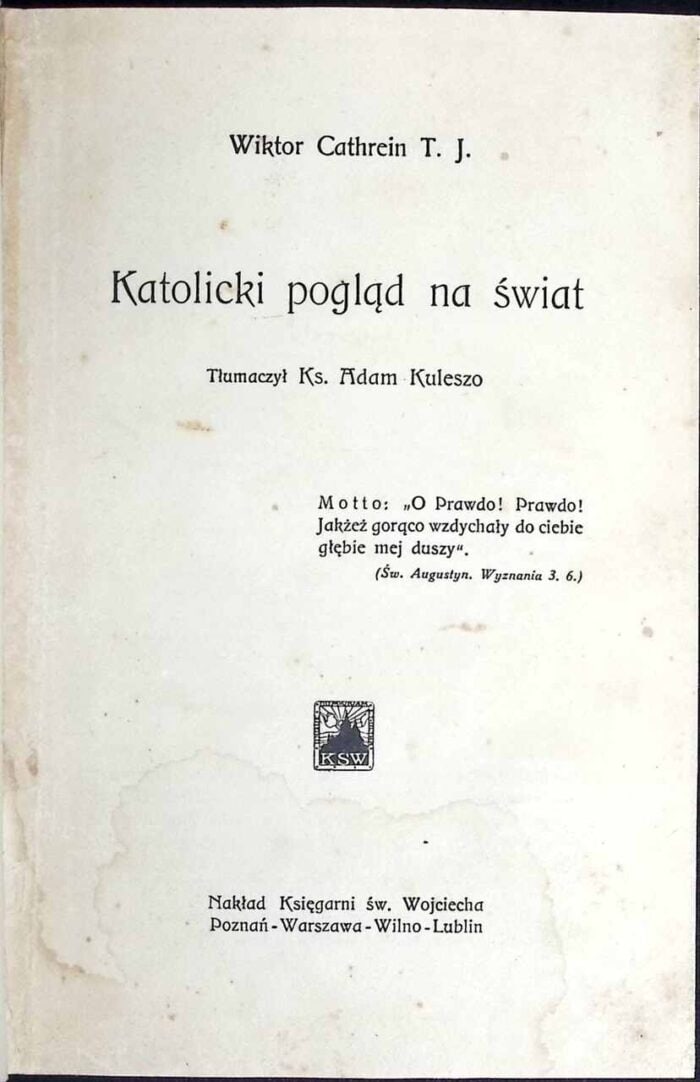 Wiktor Cathrein T. J.
Katolicki pogląd na świat
Tłumaczył Ks. Adam Kuleszo
Motto: „O Prawdo! Prawdo!
Jakżeż gorąco wzdychały do ciebie
głębie mej duszy“.
(Św. Augustyn. Wyznania 3. 6.)
KSW
Nakład Księgarni św. Wojciecha
Poznań-Warszawa-Wilno-Lublin